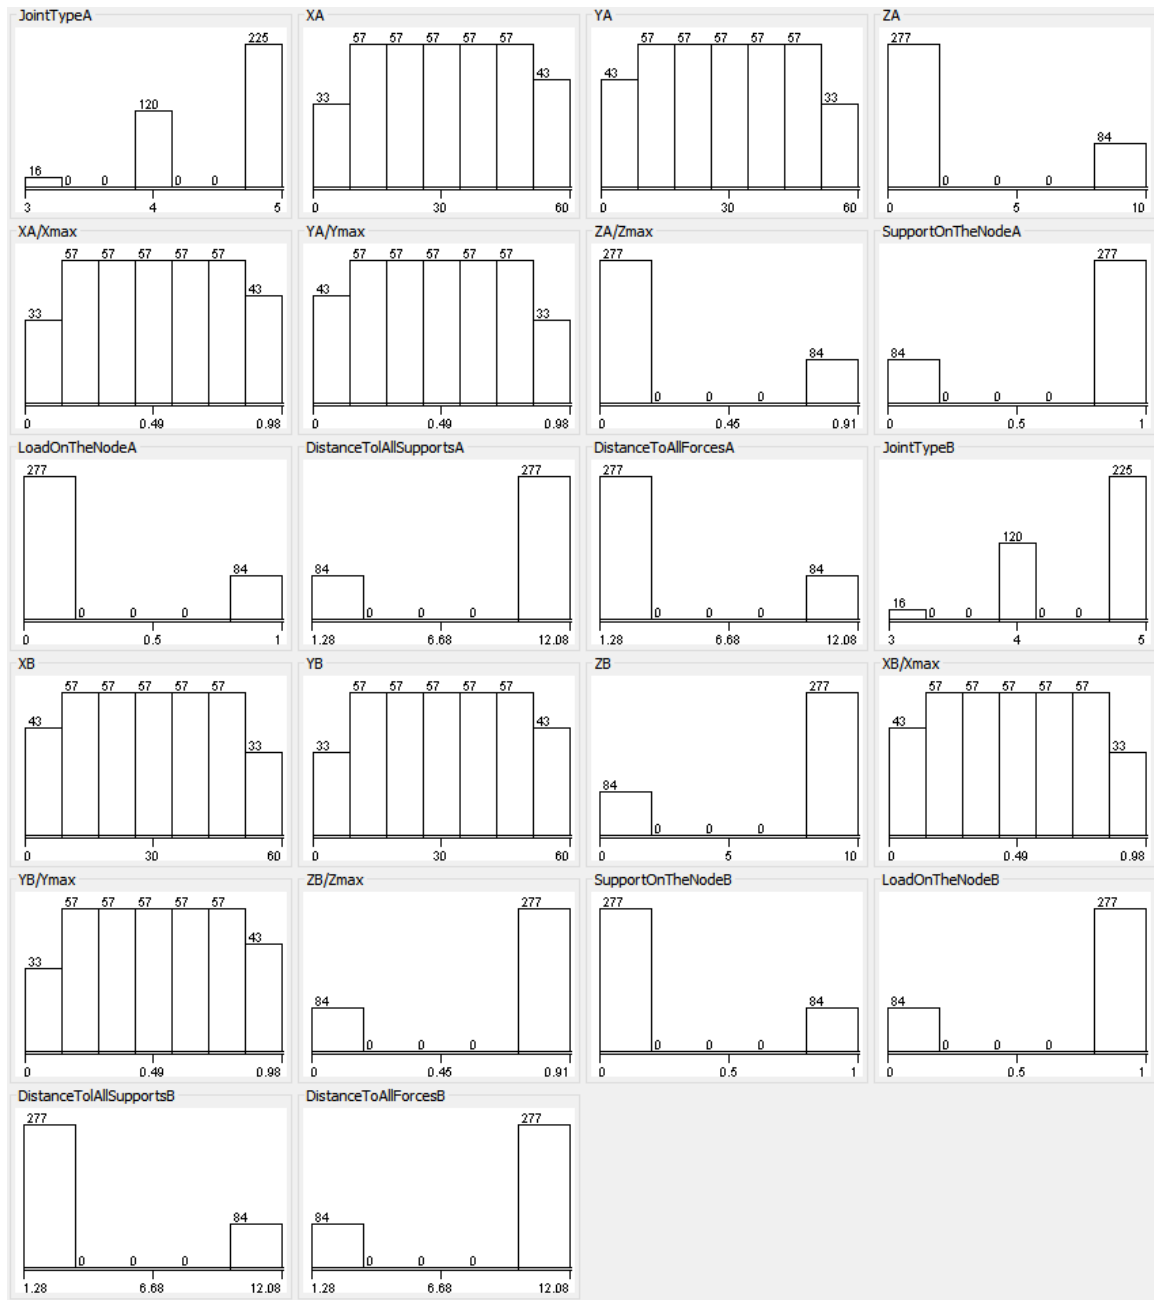 JointTypeA XA YA ZA
16 0 0 120 0 0 225
3 4 5
33 57 57 57 57 57 43
0 30 60
43 57 57 57 57 57 33
0 30 60
277 0 0 0 84
0 5 10
XA/Xmax YA/Ymax ZA/Zmax SupportOnTheNodeA
33 57 57 57 57 57 43
0 0.49 0.98
43 57 57 57 57 57 33
0 0.49 0.98
277 0 0 0 84
0 0.45 0.91
84 0 0 0 277
0 0.5 1
LoadOnTheNodeA DistanceTolAllSupportsA DistanceToAllForcesA JointTypeB
277 0 0 0 84
0 0.5 1
84 0 0 0 277
1.28 6.68 12.08
277 0 0 0 84
1.28 6.68 12.08
16 0 0 120 0 0 225
3 4 5
XB YB ZB XB/Xmax
43 57 57 57 57 57 33
0 30 60
33 57 57 57 57 57 43
0 30 60
84 0 0 0 277
0 5 10
43 57 57 57 57 57 33
0 0.49 0.98
YB/Ymax ZB/Zmax SupportOnTheNodeB LoadOnTheNodeB
33 57 57 57 57 57 43
0 0.49 0.98
84 0 0 0 277
0 0.45 0.91
277 0 0 0 84
0 0.5 1
84 0 0 0 277
0 0.5 1
DistanceTolAllSupportsB DistanceToAllForcesB
277 0 0 0 84
1.28 6.68 12.08
84 0 0 0 277
1.28 6.68 12.08